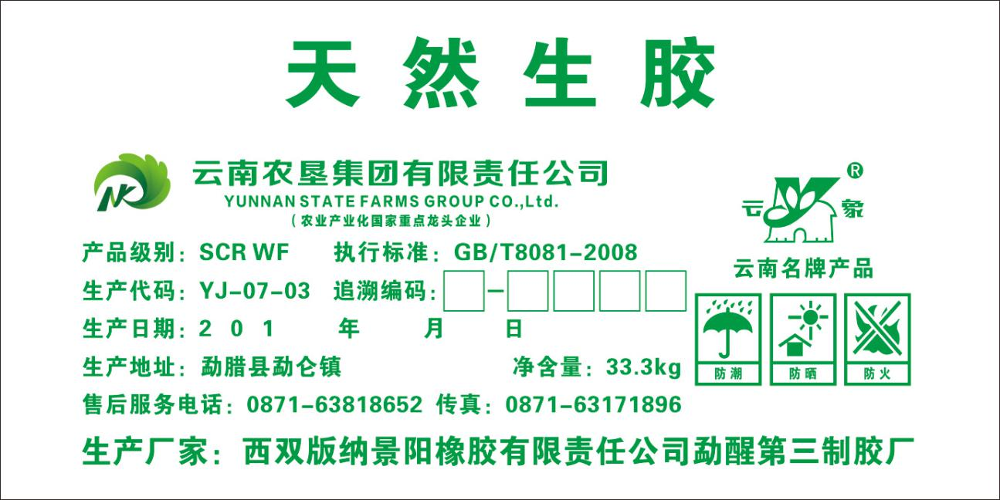 天然生胶
云南农垦集团有限责任公司
YUNNAN STATE FARMS GROUP CO.,Ltd.
(农业产业化国家重点龙头企业)
®
云象
云南名牌产品
产品级别: SCR WF 执行标准: GB/T8081-2008
生产代码: YJ-07-03 追溯编码: -
生产日期: 2 0 1 年 月 日
生产地址: 勐腊县勐仑镇 净含量: 33.3kg
防潮 防晒 防火
售后服务电话: 0871-63818652 传真: 0871-63171896
生产厂家: 西双版纳景阳橡胶有限责任公司勐醒第三制胶厂